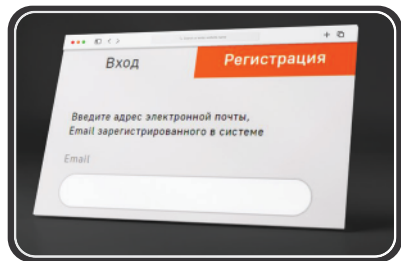 Вход
Регистрация
Введите адрес электронной почты,
Email зарегистрированного в системе
Email